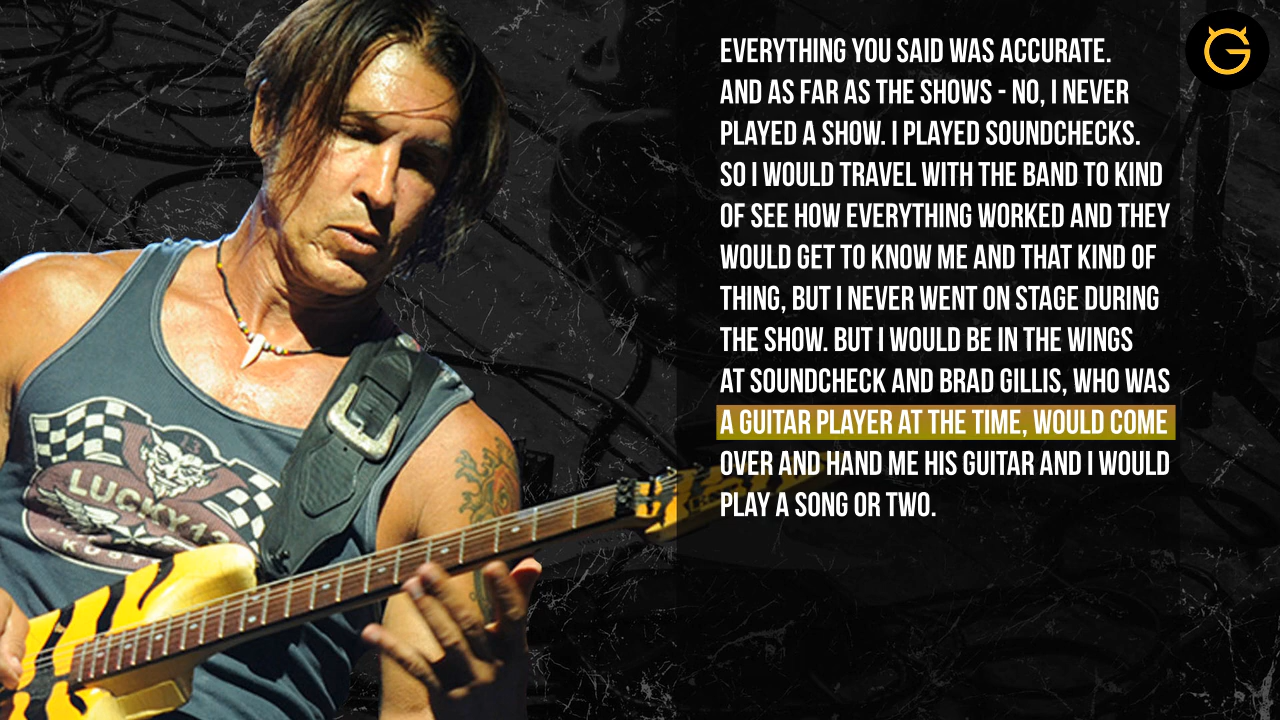 EVERYTHING YOU SAID WAS ACCURATE.
AND AS FAR AS THE SHOWS - NO, I NEVER
PLAYED A SHOW. I PLAYED SOUNDCHECKS.
SO I WOULD TRAVEL WITH THE BAND TO KIND
OF SEE HOW EVERYTHING WORKED AND THEY
WOULD GET TO KNOW ME AND THAT KIND OF
THING, BUT I NEVER WENT ON STAGE DURING
THE SHOW. BUT I WOULD BE IN THE WINGS
AT SOUNDCHECK AND BRAD GILLIS, WHO WAS
A GUITAR PLAYER AT THE TIME, WOULD COME
OVER AND HAND ME HIS GUITAR AND I WOULD
PLAY A SONG OR TWO.
G
LUCKY 13